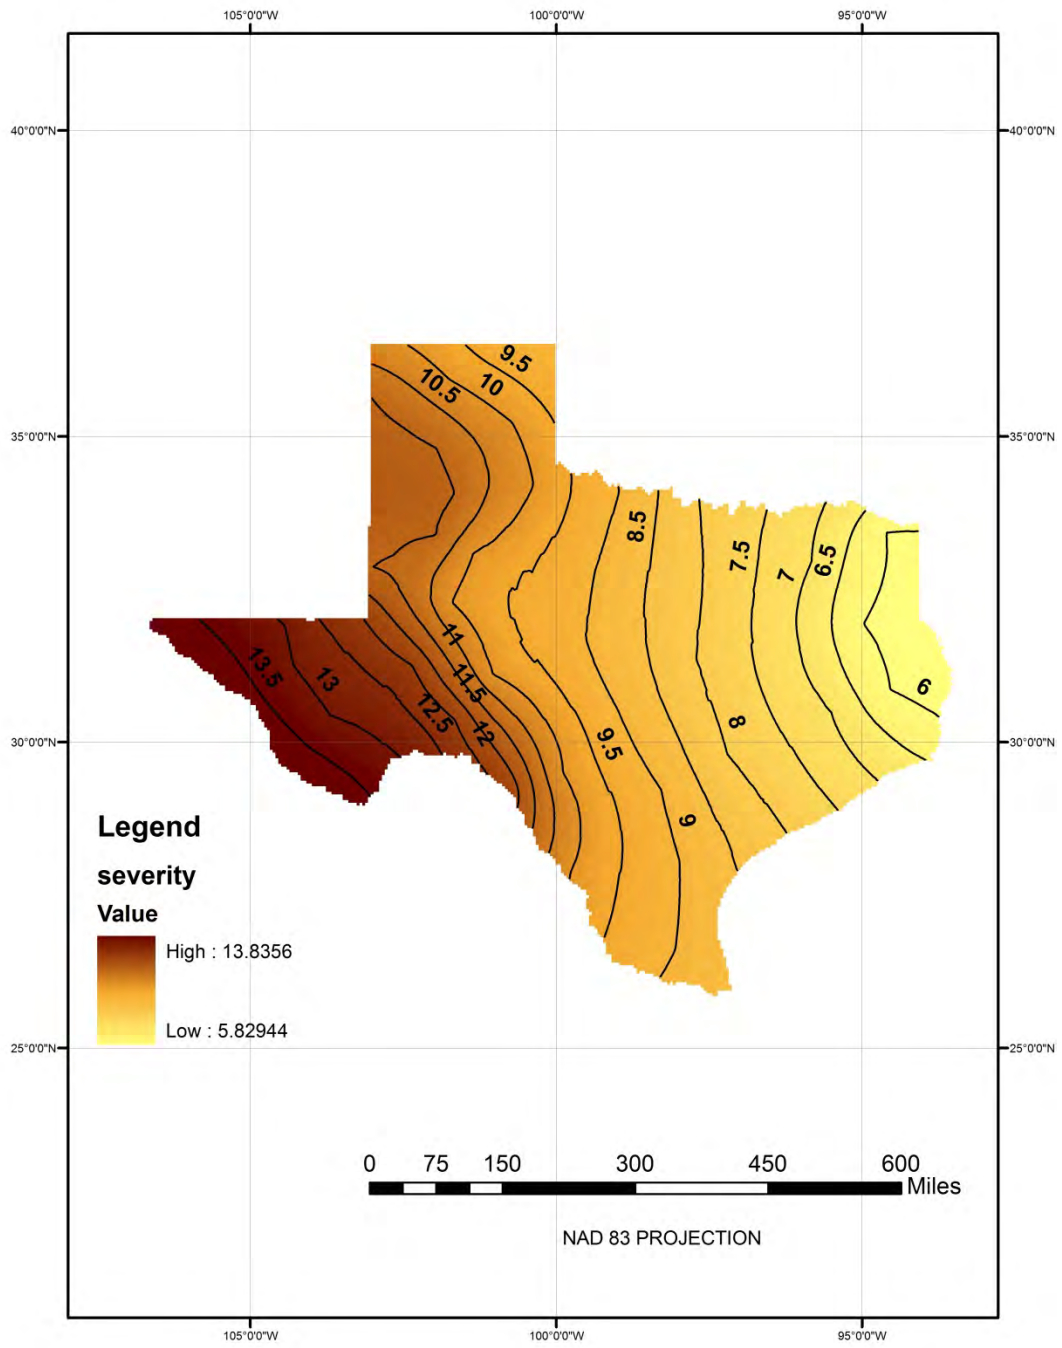 105°0'0"W 100°0'0"W 95°0'0"W
40°0'0"N 40°0'0"N
9.5
10.5 10
35°0'0"N 35°0'0"N
8.5
7.5 7 6.5
11
13.5 13 11.5 6
12.5 12 8
30°0'0"N 9.5 30°0'0"N
9
Legend
severity
Value
High : 13.8356
Low : 5.82944
25°0'0"N 25°0'0"N
0 75 150 300 450 600
Miles
NAD 83 PROJECTION
105°0'0"W 100°0'0"W 95°0'0"W